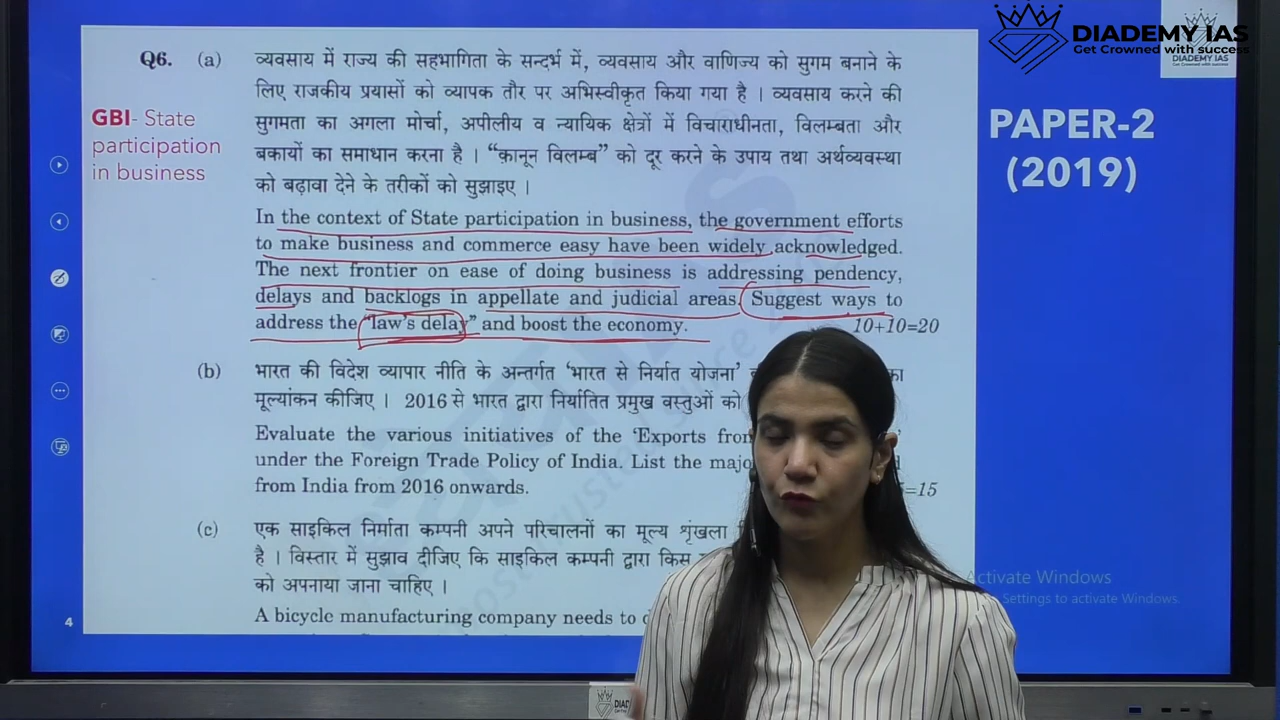 DIADEMY IAS
Get Crowned with success
DIADEMY IAS
Get Crowned with success
PAPER-2
(2019)
GBI- State
participation
in business
Q6. (a) व्यवसाय में राज्य की सहभागिता के सन्दर्भ में, व्यवसाय और वाणिज्य को सुगम बनाने के
लिए राजकीय प्रयासों को व्यापक तौर पर अभिस्वीकृत किया गया है । व्यवसाय करने की
सुगमता का अगला मोर्चा, अपीलीय व न्यायिक क्षेत्रों में विचाराधीनता, विलम्बता और
बकायों का समाधान करना है । “क़ानून विलम्ब” को दूर करने के उपाय तथा अर्थव्यवस्था
को बढ़ावा देने के तरीकों को सुझाइए ।
In the context of State participation in business, the government efforts
to make business and commerce easy have been widely acknowledged.
The next frontier on ease of doing business is addressing pendency,
delays and backlogs in appellate and judicial areas. Suggest ways to
address the “law’s delay” and boost the economy. 10+10=20
(b) भारत की विदेश व्यापार नीति के अन्तर्गत ‘भारत से निर्यात योजना’ का
मूल्यांकन कीजिए । 2016 से भारत द्वारा निर्यातित प्रमुख वस्तुओं को
Evaluate the various initiatives of the ‘Exports from
under the Foreign Trade Policy of India. List the
from India from 2016 onwards. =15
(c) एक साइकिल निर्माता कम्पनी अपने परिचालनों का मूल्य शृंखला
है । विस्तार में सुझाव दीजिए कि साइकिल कम्पनी द्वारा किस
को अपनाया जाना चाहिए ।
A bicycle manufacturing company needs to
4
Activate Windows
Settings to activate Windows.